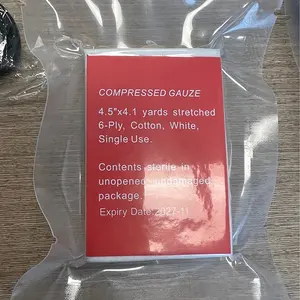 COMPRESSED GAUZE
4.5"x4.1 yards stretched
6-Ply, Cotton, White,
Single Use.
Contents sterile in
unopened undamaged
package.
Expiry Date:2027-11